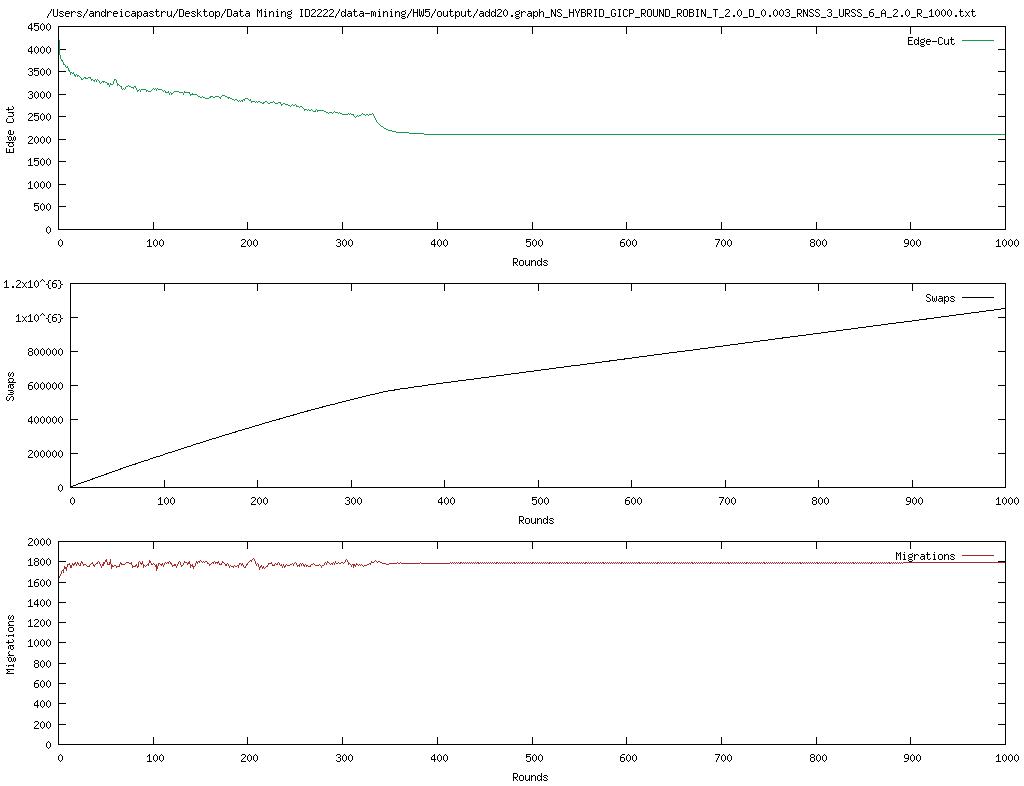 /Users/andreicapastru/Desktop/Data Mining ID2222/data-mining/HW5/output/add20.graph_NS_HYBRID_GICP_ROUND_ROBIN_T_2.0_D_0.003_RNSS_3_URSS_6_A_2.0_R_1000.txt
4500
4000
3500
3000
2500
2000
1500
1000
500
0
Edge Cut
Edge-Cut
0 100 200 300 400 500 600 700 800 900 1000
Rounds
1.2x10^{6}
1x10^{6}
800000
600000
400000
200000
0
Swaps
Swaps
0 100 200 300 400 500 600 700 800 900 1000
Rounds
2000
1800
1600
1400
1200
1000
800
600
400
200
0
Migrations
Migrations
0 100 200 300 400 500 600 700 800 900 1000
Rounds